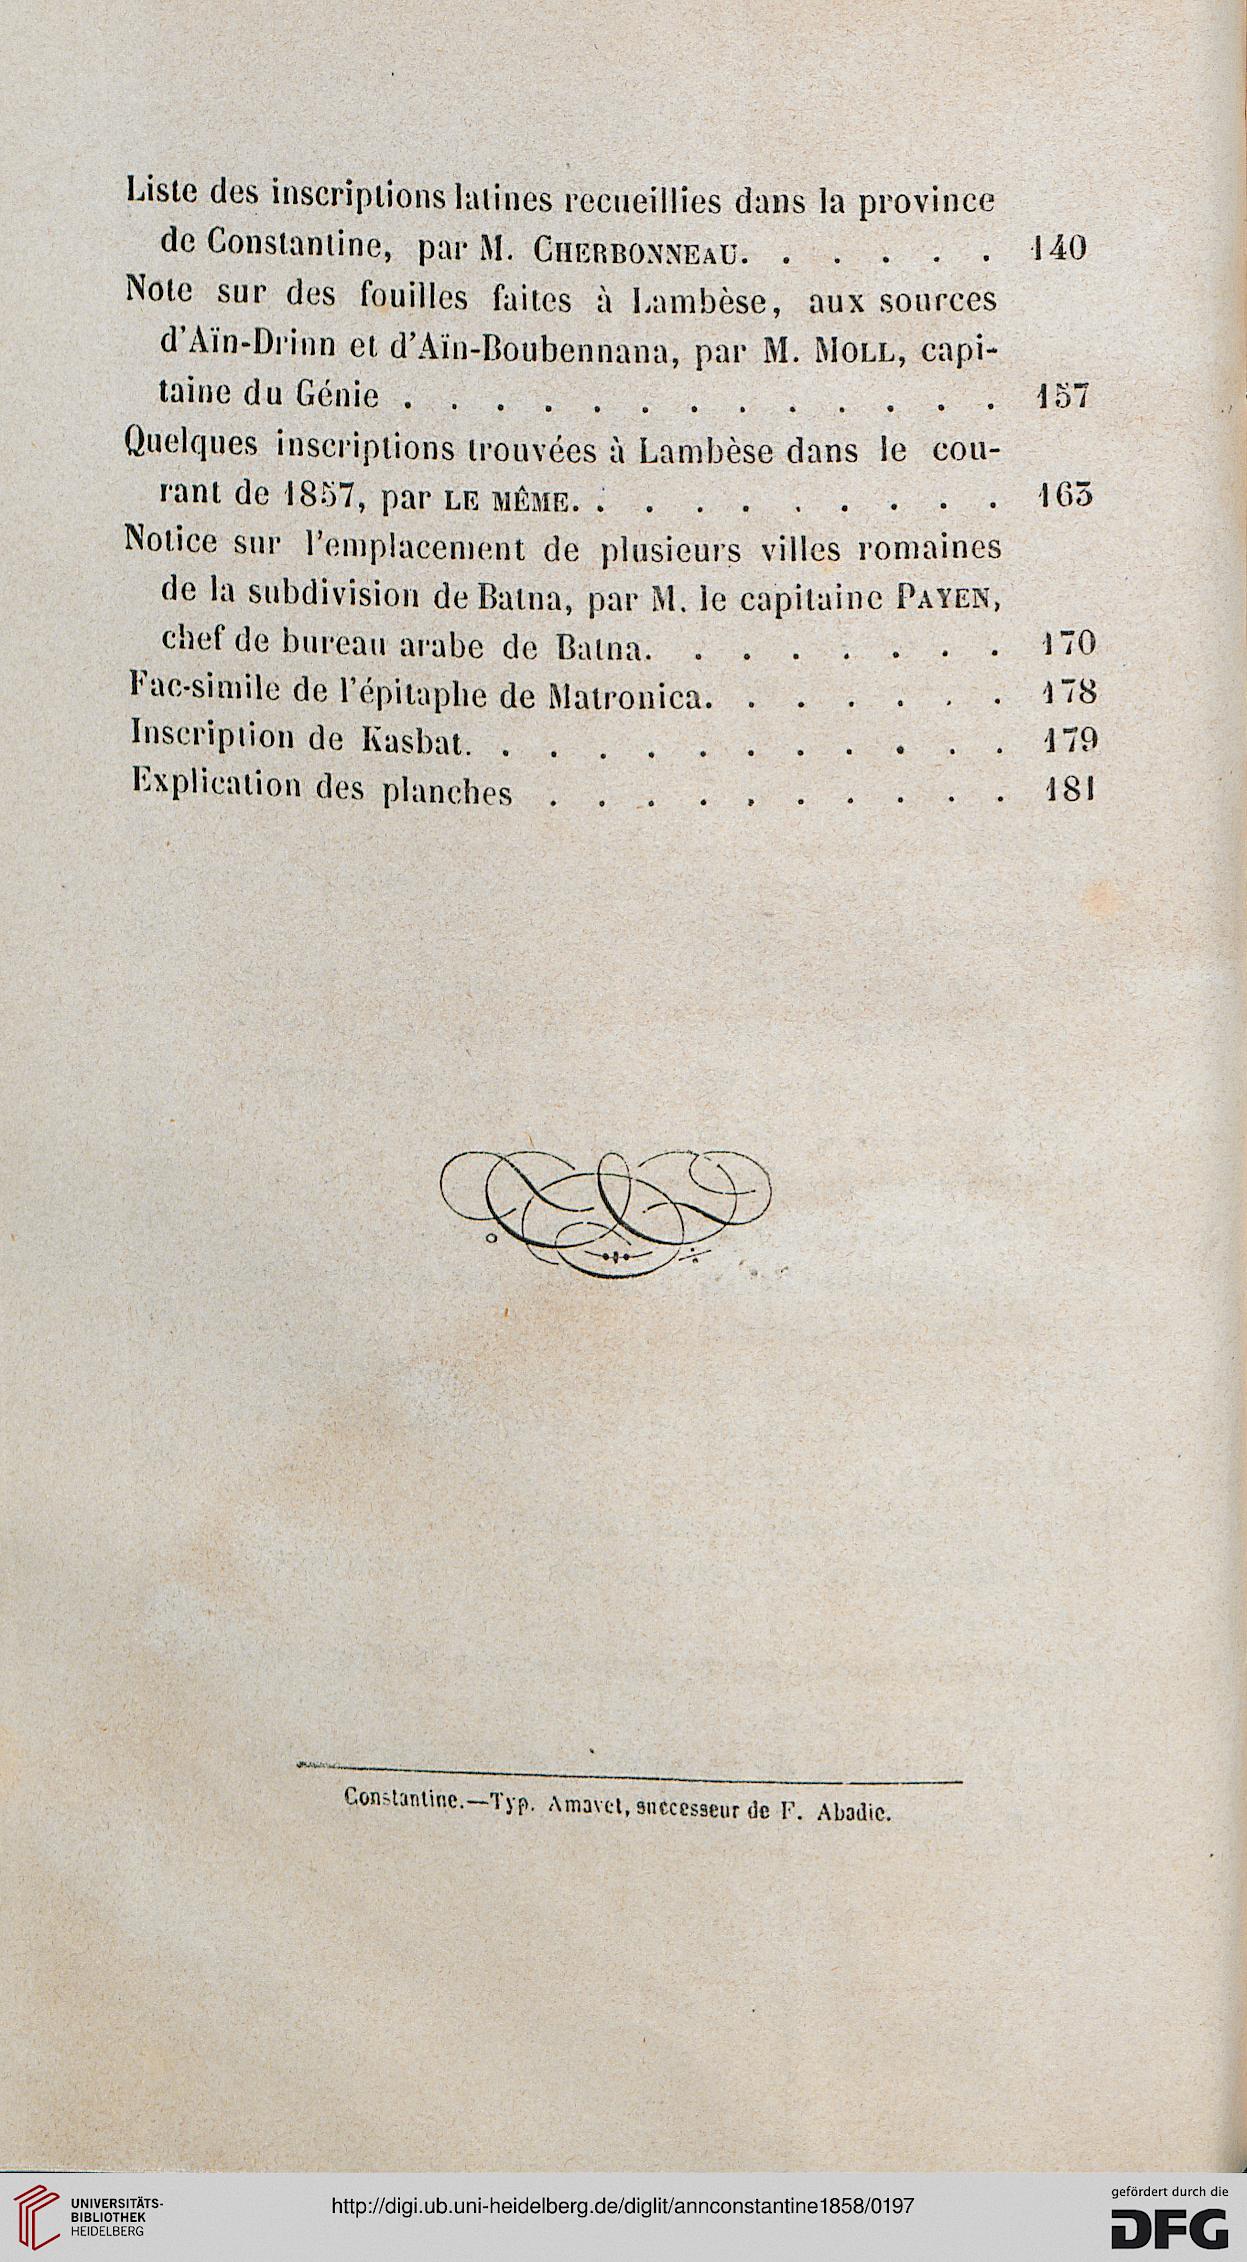 Liste des inscriptions latines recueillies dans la province
de Constantine, par M. CHERBONNEAU. . . . . . 140
Note sur des fouilles faites à Lambèse, aux sources
d'Aïn-Drinn et d'Aïn-Boubennana, par M. MOLL, capi-
taine du Génie . . . . . . . . . . . . . 157
Quelques inscriptions trouvées à Lambèse dans le cou-
rant de 1857, par LE MÊME. . . . . . . . . . 163
Notice sur l'emplacement de plusieurs villes romaines
de la subdivision de Batna, par M. le capitaine PAYEN,
chef de bureau arabe de Batna. . . . . . . . 170
Fac-simile de l'épitaphe de Matronica. . . . . . . 178
Inscription de Kasbat. . . . . . . . . . . . 179
Explication des planches . . . . . . . . . . 181
Constantine.—Typ. Amavet, successeur de F. Abadie.
UNIVERSITÄTS-
BIBLIOTHEK
HEIDELBERG
http://digi.ub.uni-heidelberg.de/diglit/annconstantine1858/0197
gefördert durch die
DFG